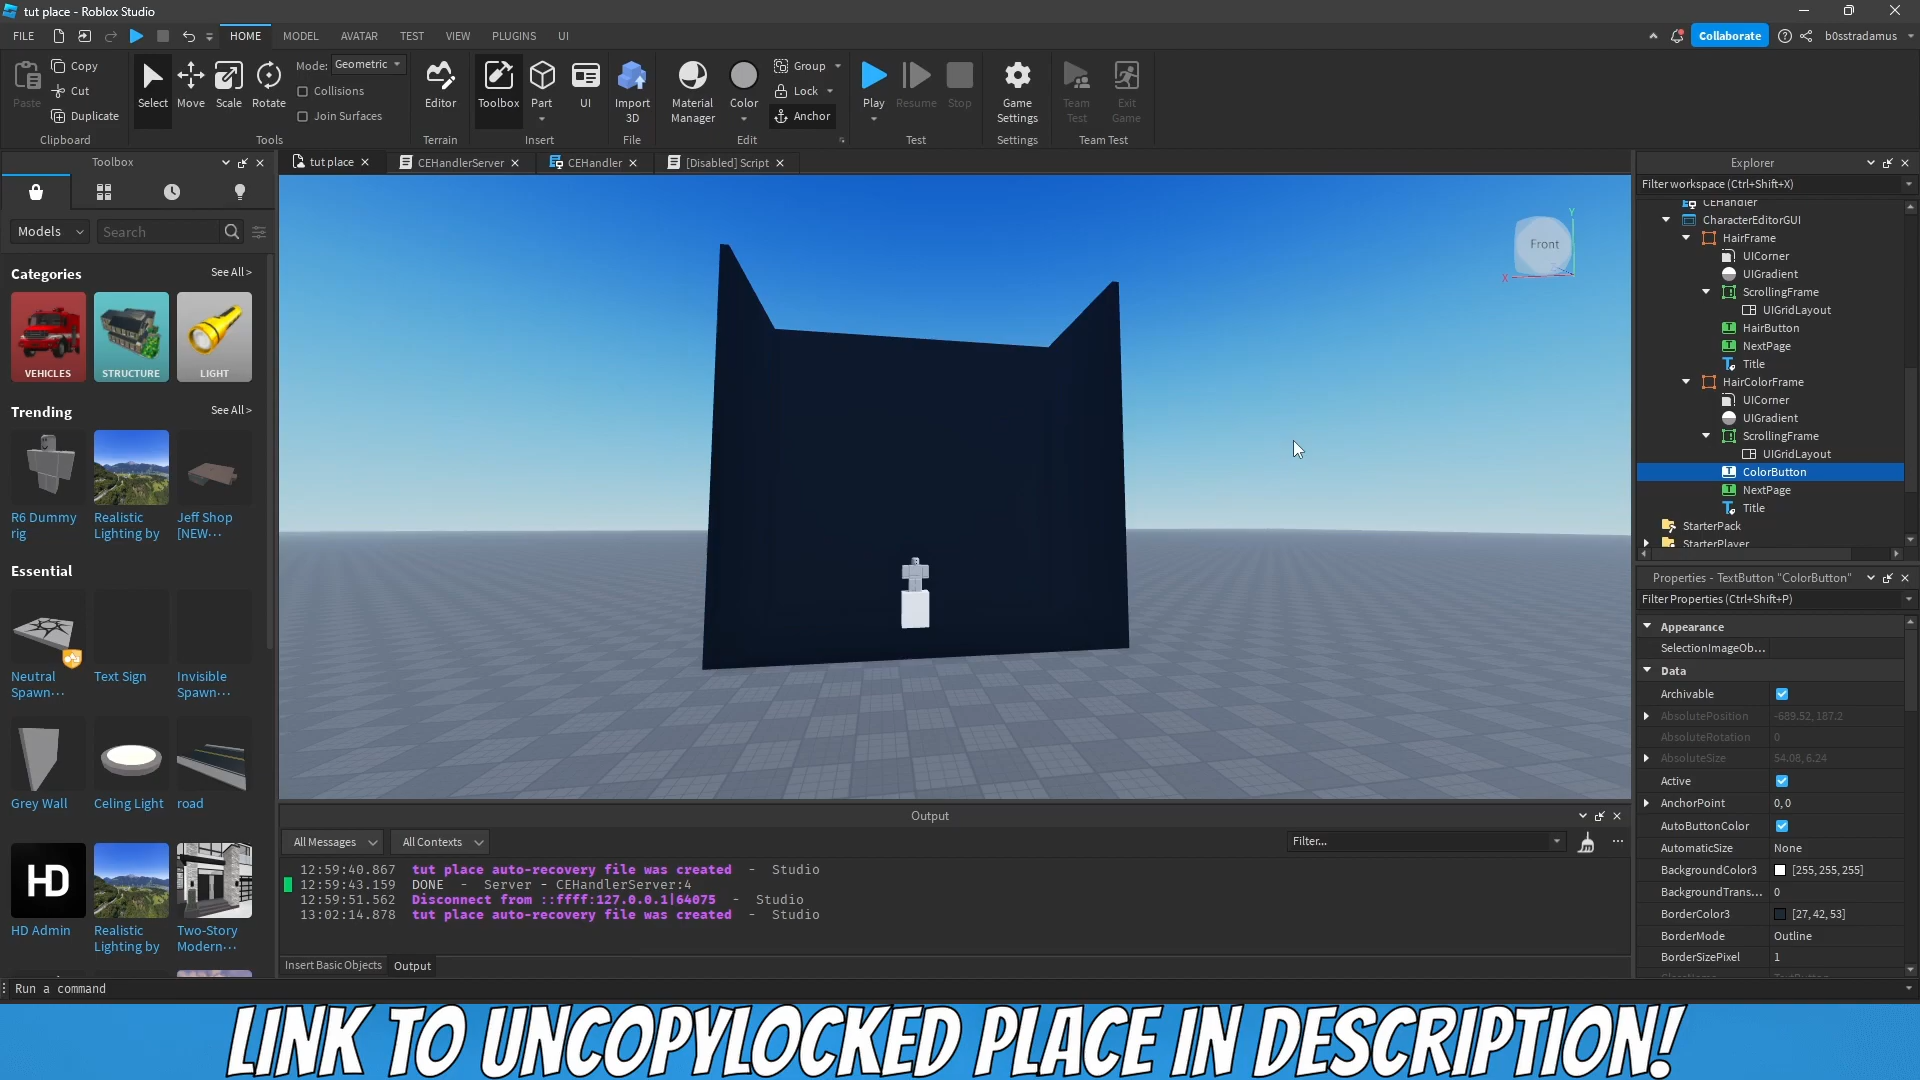 tut place - Roblox Studio
FILE HOME MODEL AVATAR TEST VIEW PLUGINS UI Collaborate b0sstradamus
Paste
Copy
Cut
Duplicate
Clipboard
Select Move Scale Rotate
Mode: Geometric
Collisions
Join Surfaces
Tools
Editor
Terrain
Toolbox Part UI
Insert
Import 3D
File
Material Manager
Color
Group
Lock
Anchor
Edit
Play Resume Stop
Test
Game Settings
Settings
Team Test
Exit Game
Team Test
Toolbox
tut place CEHandlerServer CEHandler [Disabled] Script
Models Search
Categories See All >
VEHICLES STRUCTURE LIGHT
Trending See All >
R6 Dummy rig
Realistic Lighting by
Jeff Shop [NEW···
Essential
Neutral Spawn···
Text Sign
Invisible Spawn···
Grey Wall
Celing Light
road
HD
HD Admin
Realistic Lighting by
Two-Story Modern···
Front
Y
X
Explorer
Filter workspace (Ctrl+Shift+X)
CEHandler
CharacterEditorGUI
HairFrame
UICorner
UIGradient
ScrollingFrame
UIGridLayout
HairButton
NextPage
Title
HairColorFrame
UICorner
UIGradient
ScrollingFrame
UIGridLayout
ColorButton
NextPage
Title
StarterPack
StarterPlayer
Properties - TextButton "ColorButton"
Filter Properties (Ctrl+Shift+P)
Appearance
SelectionImageOb...
Data
Archivable
AbsolutePosition -689.52, 187.2
AbsoluteRotation 0
AbsoluteSize 54.08, 6.24
Active
AnchorPoint 0, 0
AutoButtonColor
AutomaticSize None
BackgroundColor3 [255, 255, 255]
BackgroundTrans... 0
BorderColor3 [27, 42, 53]
BorderMode Outline
BorderSizePixel 1
Output
All Messages All Contexts Filter...
12:59:40.867 tut place auto-recovery file was created - Studio
12:59:43.159 DONE - Server - CEHandlerServer:4
12:59:51.562 Disconnect from ::ffff:127.0.0.1|64075 - Studio
13:02:14.878 tut place auto-recovery file was created - Studio
Insert Basic Objects Output
Run a command
LINK TO UNCOPYLOCKED PLACE IN DESCRIPTION!